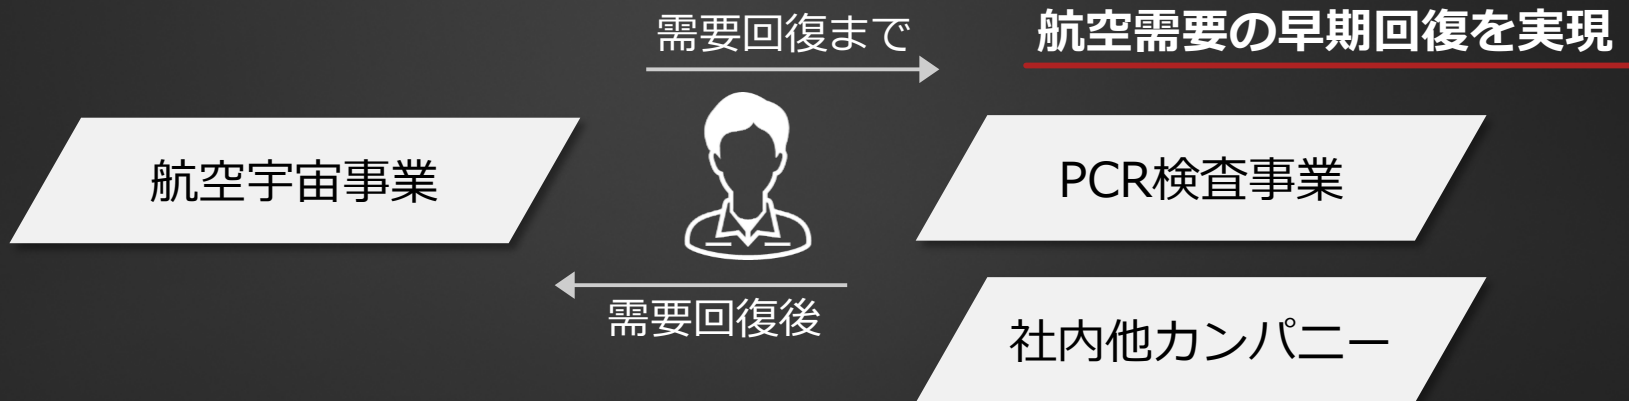 需要回復まで
航空需要の早期回復を実現
航空宇宙事業
PCR検査事業
需要回復後
社内他カンパニー